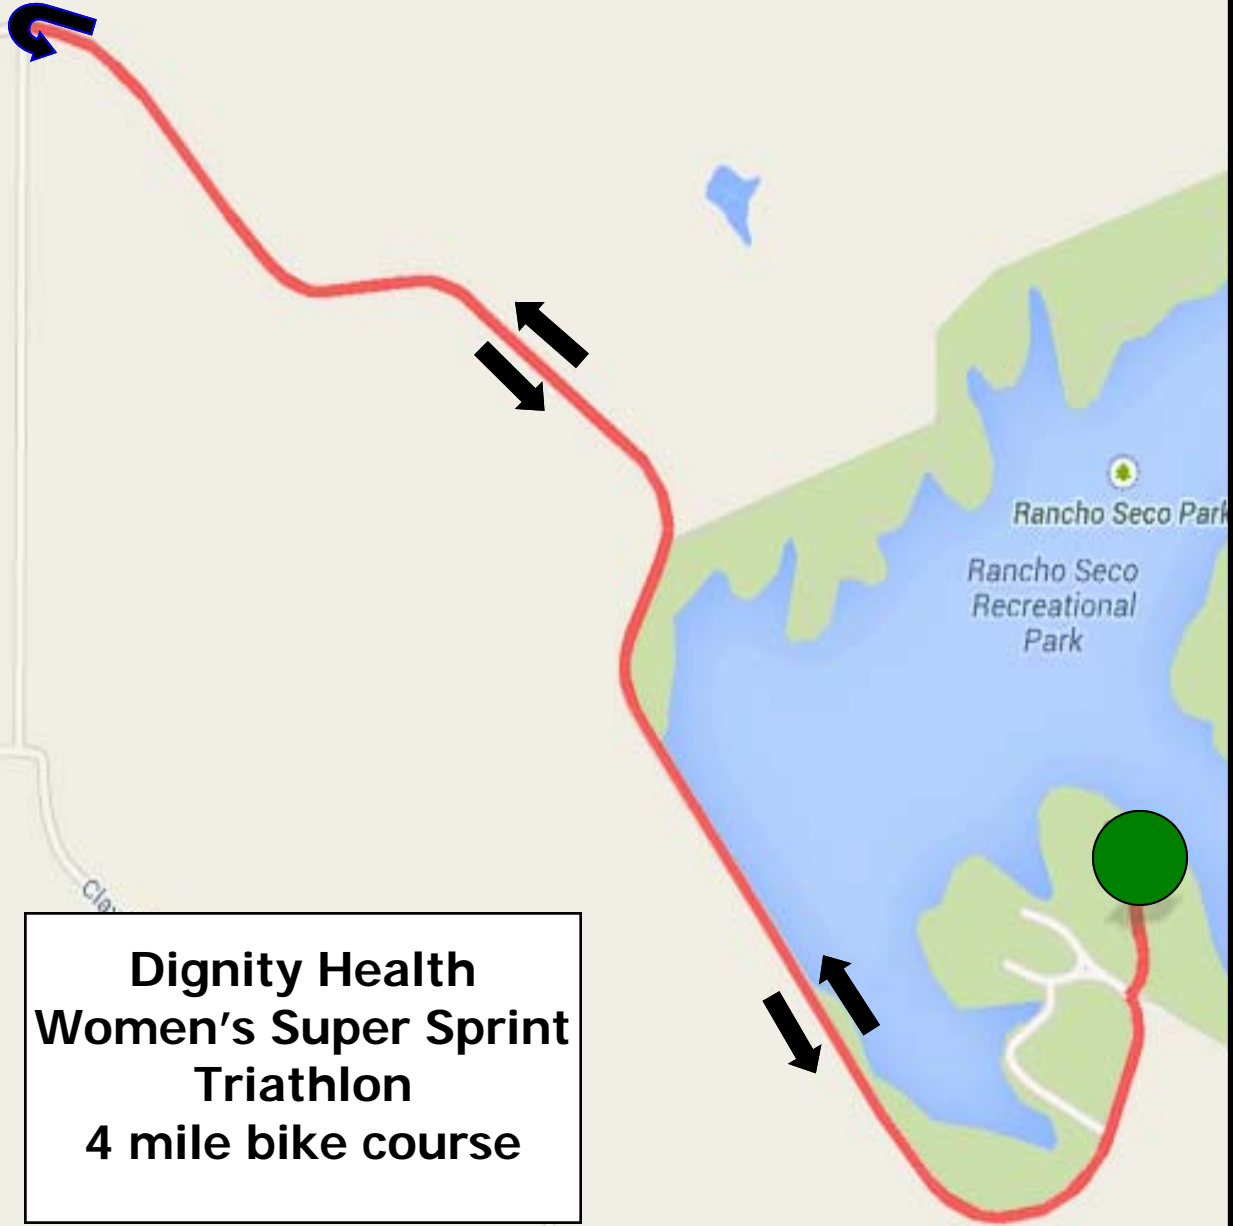 Rancho Seco Park
Rancho Seco
Recreational
Park
Dignity Health
Women's Super Sprint
Triathlon
4 mile bike course